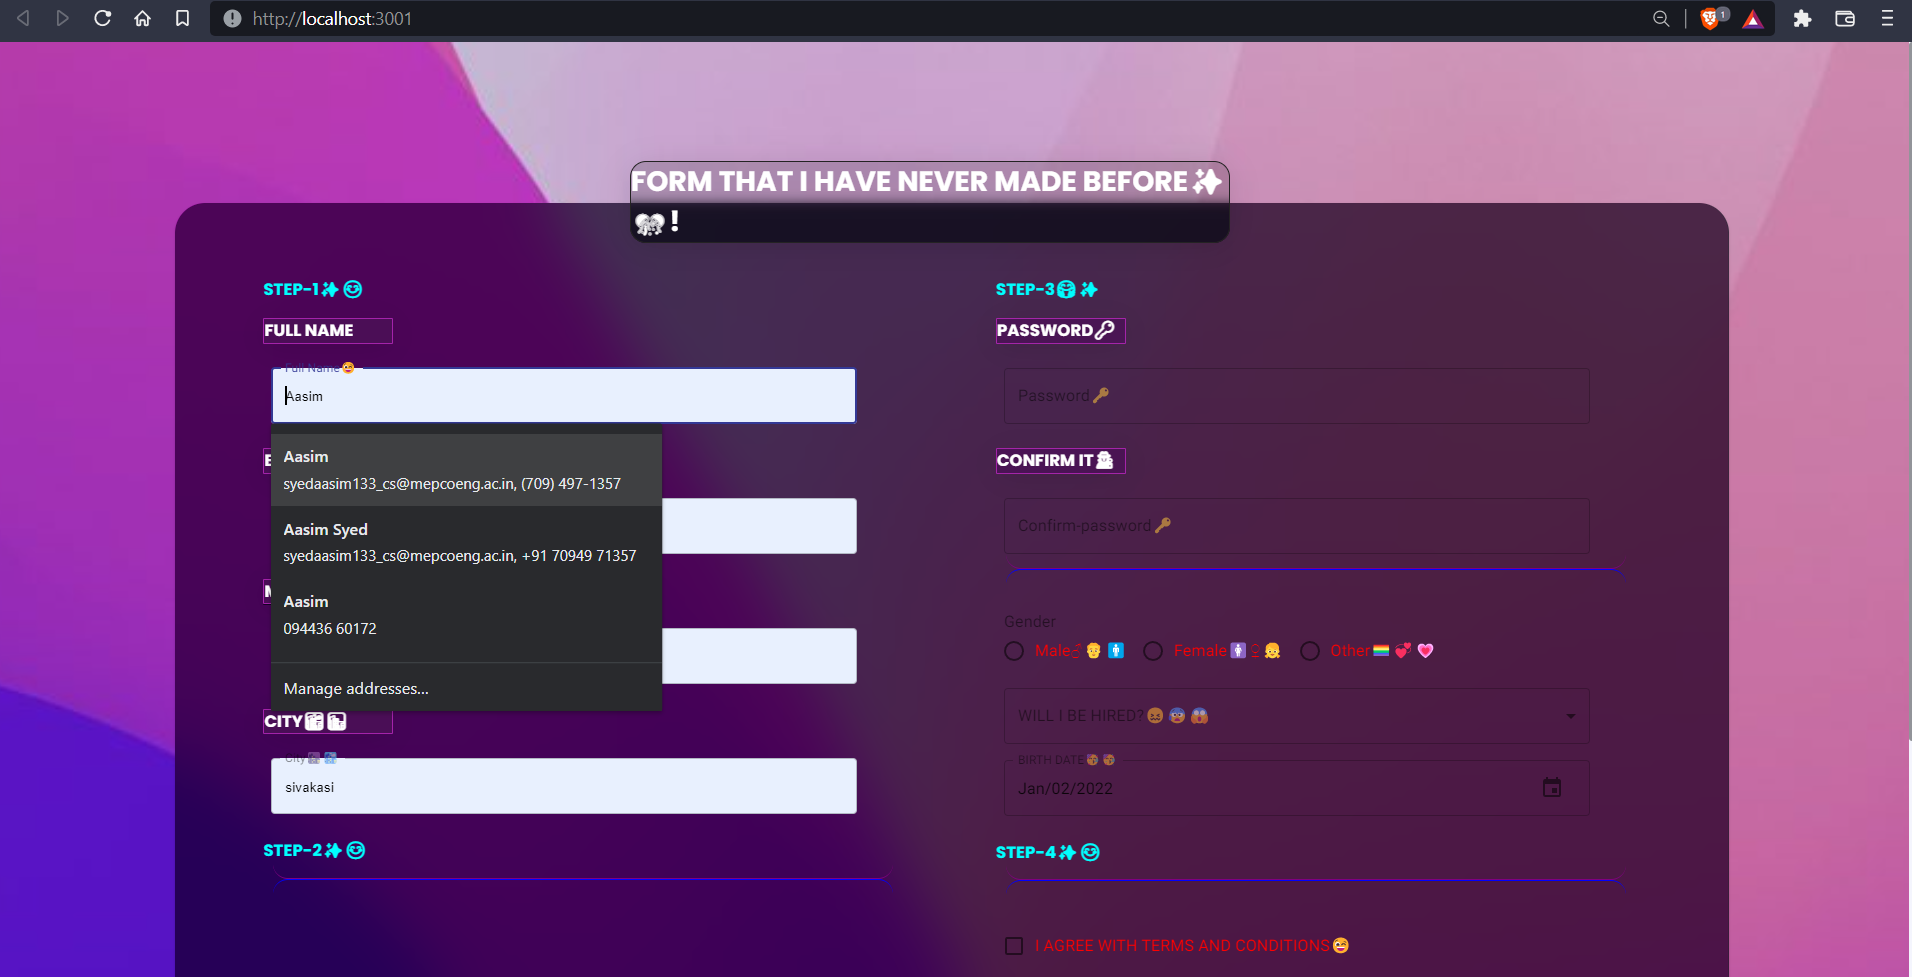 http://localhost:3001
1
FORM THAT I HAVE NEVER MADE BEFORE✨
!
STEP-1✨😊
FULL NAME
Full Name
Aasim
Aasim
syedaasim133_cs@mepcoeng.ac.in, (709) 497-1357
Aasim Syed
syedaasim133_cs@mepcoeng.ac.in, +91 70949 71357
Aasim
094436 60172
Manage addresses...
CITY
City
sivakasi
STEP-2✨😊
STEP-3✨
PASSWORD🔑
Password🔑
CONFIRM IT
Confirm-password🔑
Gender
Male Female Other
WILL I BE HIRED?😖😰😱
BIRTH DATE
Jan/02/2022
STEP-4✨😊
I AGREE WITH TERMS AND CONDITIONS😜